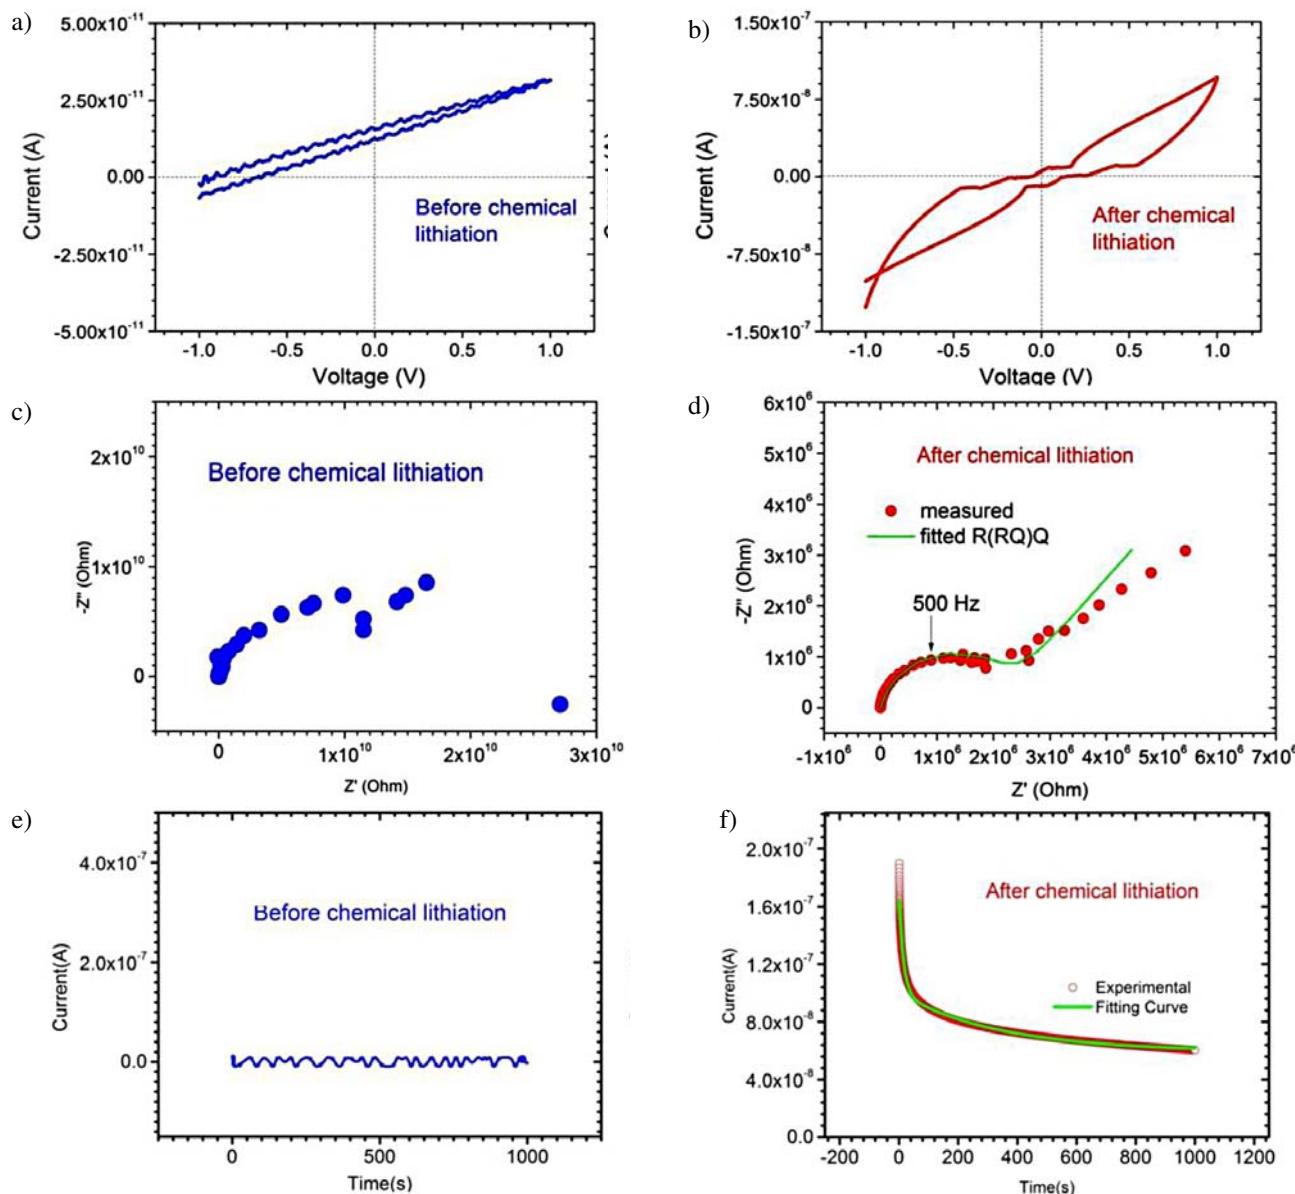 a)
5.00x10⁻¹¹
2.50x10⁻¹¹
0.00
-2.50x10⁻¹¹
-5.00x10⁻¹¹
Current (A)
Before chemical
lithiation
-1.0 -0.5 0.0 0.5 1.0
Voltage (V)
b)
1.50x10⁻⁷
7.50x10⁻⁸
0.00
-7.50x10⁻⁸
-1.50x10⁻⁷
Current (A)
After chemical
lithiation
-1.0 -0.5 0.0 0.5 1.0
Voltage (V)
c)
2x10¹⁰
1x10¹⁰
0
-Z" (Ohm)
Before chemical lithiation
0 1x10¹⁰ 2x10¹⁰ 3x10¹⁰
Z' (Ohm)
d)
6x10⁶
5x10⁶
4x10⁶
3x10⁶
2x10⁶
1x10⁶
0
-Z" (Ohm)
After chemical lithiation
measured
fitted R(RQ)Q
500 Hz
-1x10⁶ 0 1x10⁶ 2x10⁶ 3x10⁶ 4x10⁶ 5x10⁶ 6x10⁶ 7x10⁶
Z' (Ohm)
e)
4.0x10⁻⁷
2.0x10⁻⁷
0.0
Current(A)
Before chemical lithiation
0 500 1000
Time(s)
f)
2.0x10⁻⁷
1.6x10⁻⁷
1.2x10⁻⁷
8.0x10⁻⁸
4.0x10⁻⁸
0.0
Current(A)
After chemical lithiation
Experimental
Fitting Curve
-200 0 200 400 600 800 1000 1200
Time(s)